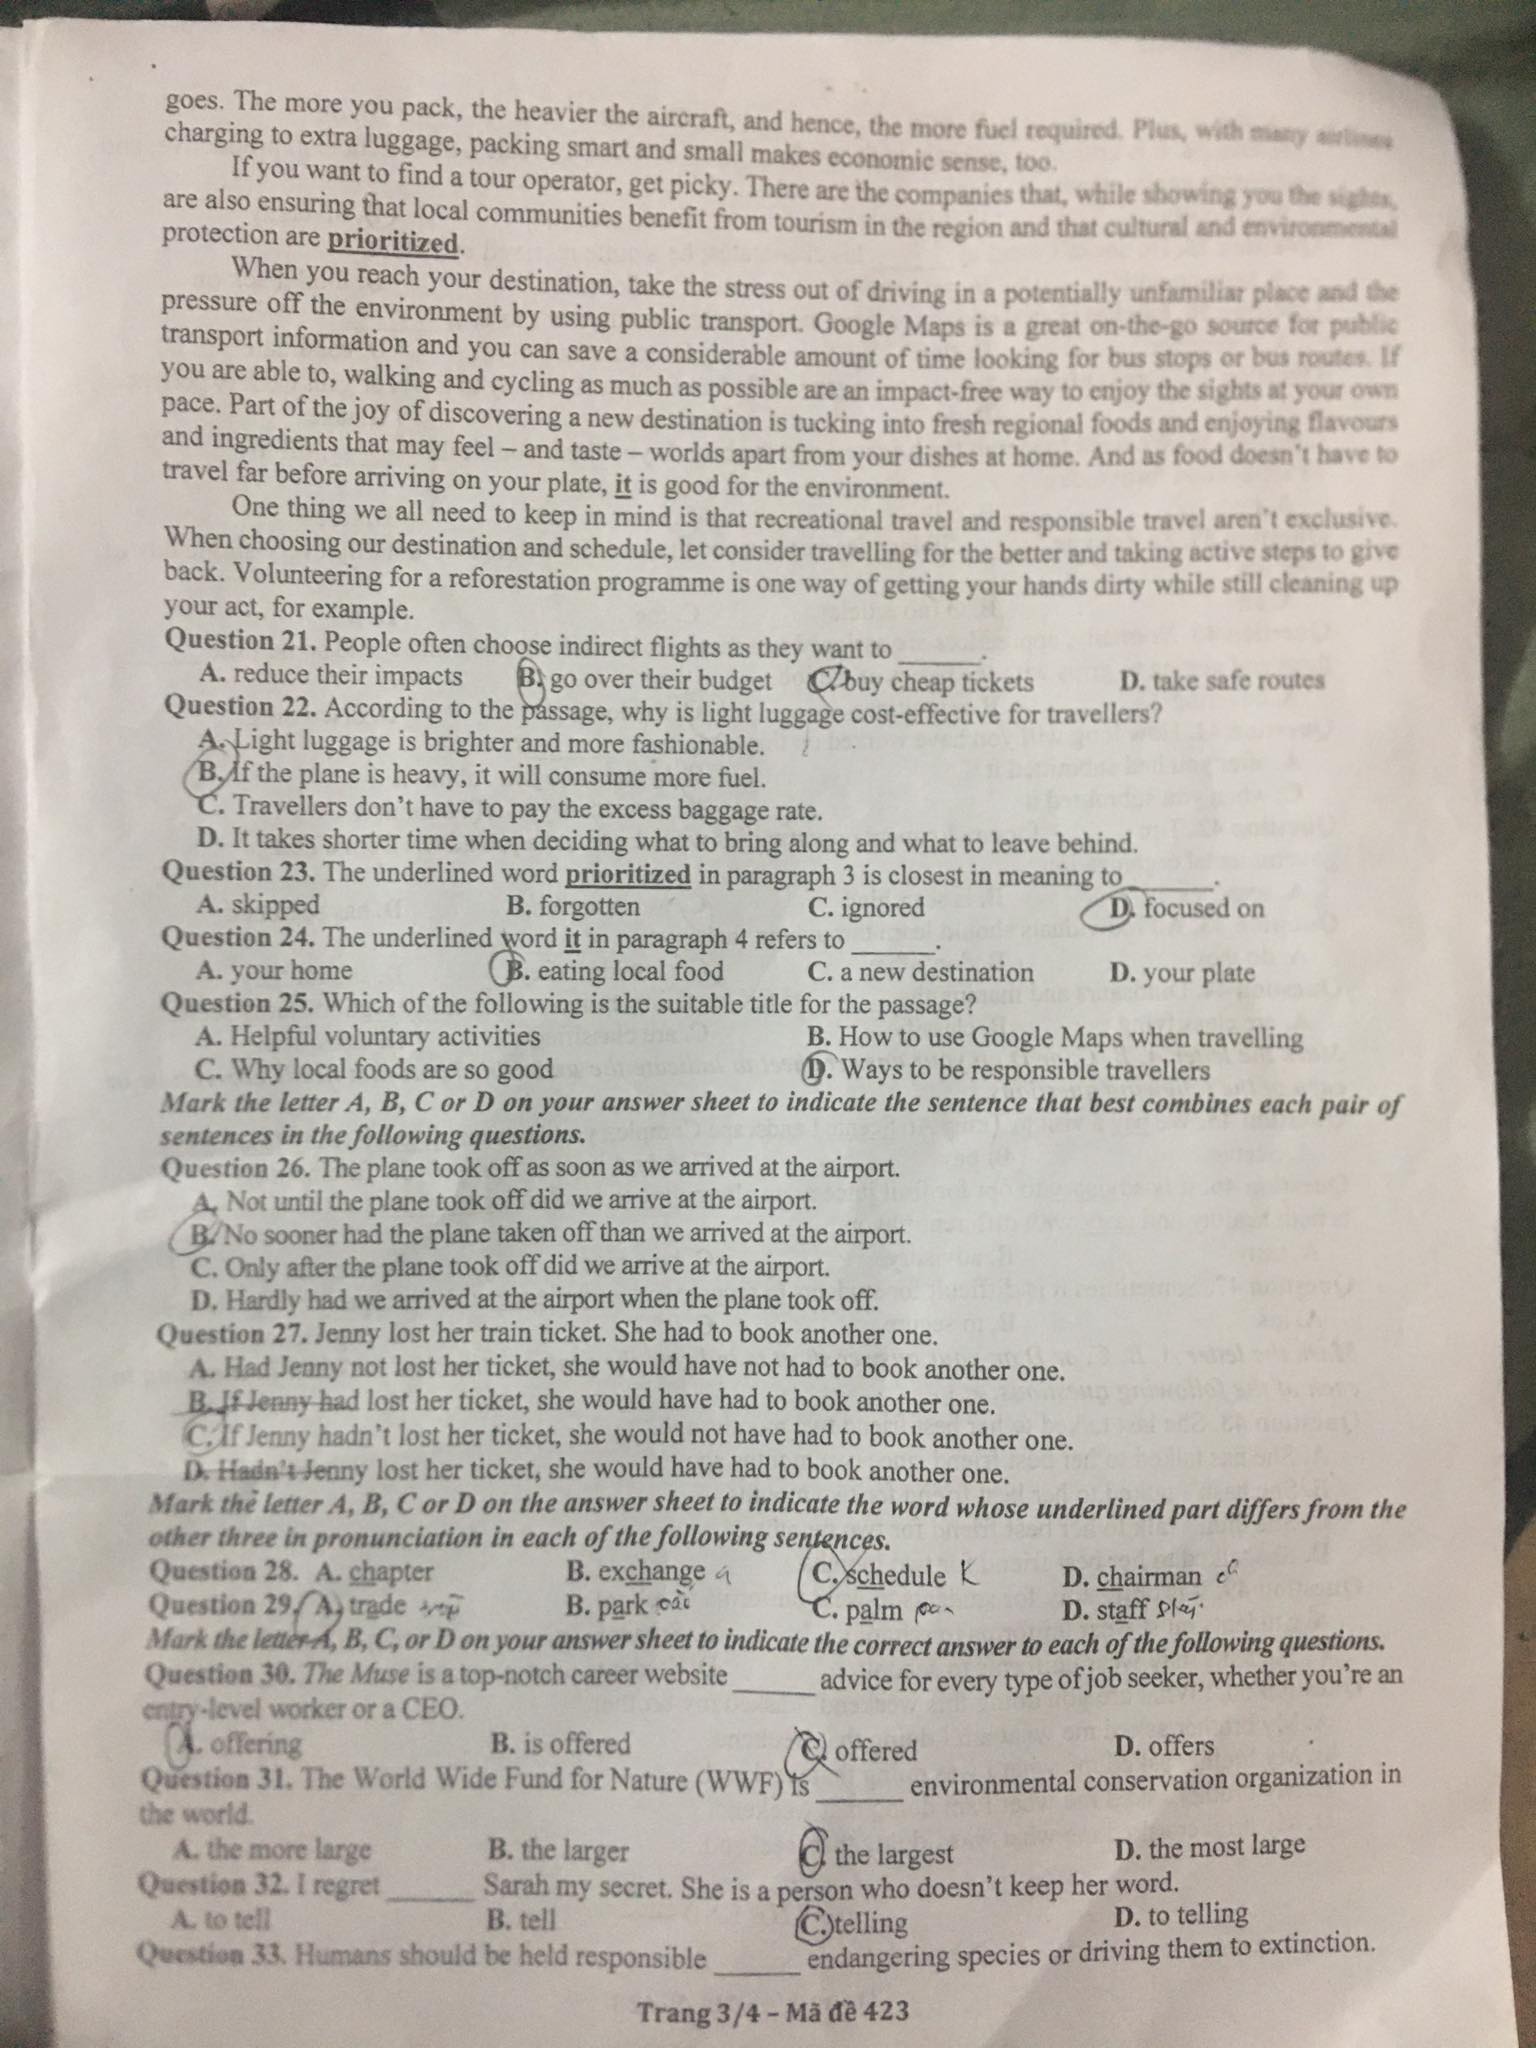 goes. The more you pack, the heavier the aircraft, and hence, the more fuel required. Plus, with many airlines
charging to extra luggage, packing smart and small makes economic sense, too.
If you want to find a tour operator, get picky. There are the companies that, while showing you the sights,
are also ensuring that local communities benefit from tourism in the region and that cultural and environmental
protection are prioritized.
When you reach your destination, take the stress out of driving in a potentially unfamiliar place and the
pressure off the environment by using public transport. Google Maps is a great on-the-go source for public
transport information and you can save a considerable amount of time looking for bus stops or bus routes. If
you are able to, walking and cycling as much as possible are an impact-free way to enjoy the sights at your own
pace. Part of the joy of discovering a new destination is tucking into fresh regional foods and enjoying flavours
and ingredients that may feel – and taste – worlds apart from your dishes at home. And as food doesn't have to
travel far before arriving on your plate, it is good for the environment.
One thing we all need to keep in mind is that recreational travel and responsible travel aren't exclusive.
When choosing our destination and schedule, let consider travelling for the better and taking active steps to give
back. Volunteering for a reforestation programme is one way of getting your hands dirty while still cleaning up
your act, for example.
Question 21. People often choose indirect flights as they want to ______.
A. reduce their impacts B. go over their budget C. buy cheap tickets D. take safe routes
Question 22. According to the passage, why is light luggage cost-effective for travellers?
A. Light luggage is brighter and more fashionable.
B. If the plane is heavy, it will consume more fuel.
C. Travellers don't have to pay the excess baggage rate.
D. It takes shorter time when deciding what to bring along and what to leave behind.
Question 23. The underlined word prioritized in paragraph 3 is closest in meaning to ______.
A. skipped B. forgotten C. ignored D. focused on
Question 24. The underlined word it in paragraph 4 refers to ______.
A. your home B. eating local food C. a new destination D. your plate
Question 25. Which of the following is the suitable title for the passage?
A. Helpful voluntary activities B. How to use Google Maps when travelling
C. Why local foods are so good D. Ways to be responsible travellers
Mark the letter A, B, C or D on your answer sheet to indicate the sentence that best combines each pair of
sentences in the following questions.
Question 26. The plane took off as soon as we arrived at the airport.
A. Not until the plane took off did we arrive at the airport.
B. No sooner had the plane taken off than we arrived at the airport.
C. Only after the plane took off did we arrive at the airport.
D. Hardly had we arrived at the airport when the plane took off.
Question 27. Jenny lost her train ticket. She had to book another one.
A. Had Jenny not lost her ticket, she would have not had to book another one.
B. If Jenny had lost her ticket, she would have had to book another one.
C. If Jenny hadn't lost her ticket, she would not have had to book another one.
D. Hadn't Jenny lost her ticket, she would have had to book another one.
Mark the letter A, B, C or D on the answer sheet to indicate the word whose underlined part differs from the
other three in pronunciation in each of the following sentences.
Question 28. A. chapter B. exchange C. schedule K D. chairman
Question 29. A. trade B. park C. palm D. staff
Mark the letter A, B, C, or D on your answer sheet to indicate the correct answer to each of the following questions.
Question 30. The Muse is a top-notch career website ______ advice for every type of job seeker, whether you're an
entry-level worker or a CEO.
A. offering B. is offered C. offered D. offers
Question 31. The World Wide Fund for Nature (WWF) is ______ environmental conservation organization in
the world.
A. the more large B. the larger C. the largest D. the most large
Question 32. I regret ______ Sarah my secret. She is a person who doesn't keep her word.
A. to tell B. tell C. telling D. to telling
Question 33. Humans should be held responsible ______ endangering species or driving them to extinction.
Trang 3/4 – Mã đề 423